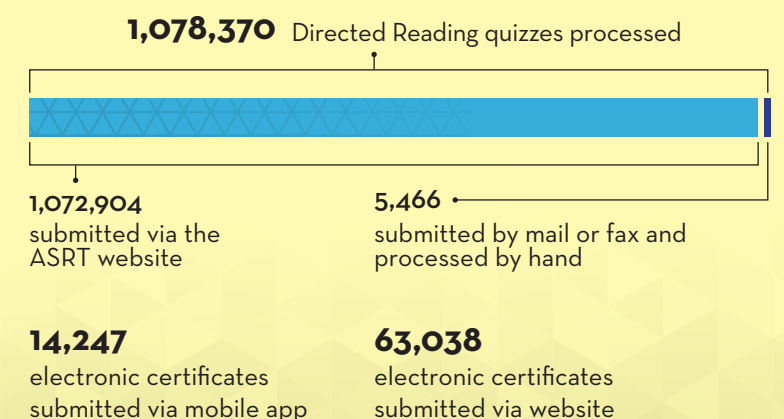 1,078,370 Directed Reading quizzes processed
1,072,904
submitted via the
ASRT website
5,466
submitted by mail or fax and
processed by hand
14,247
electronic certificates
submitted via mobile app
63,038
electronic certificates
submitted via website